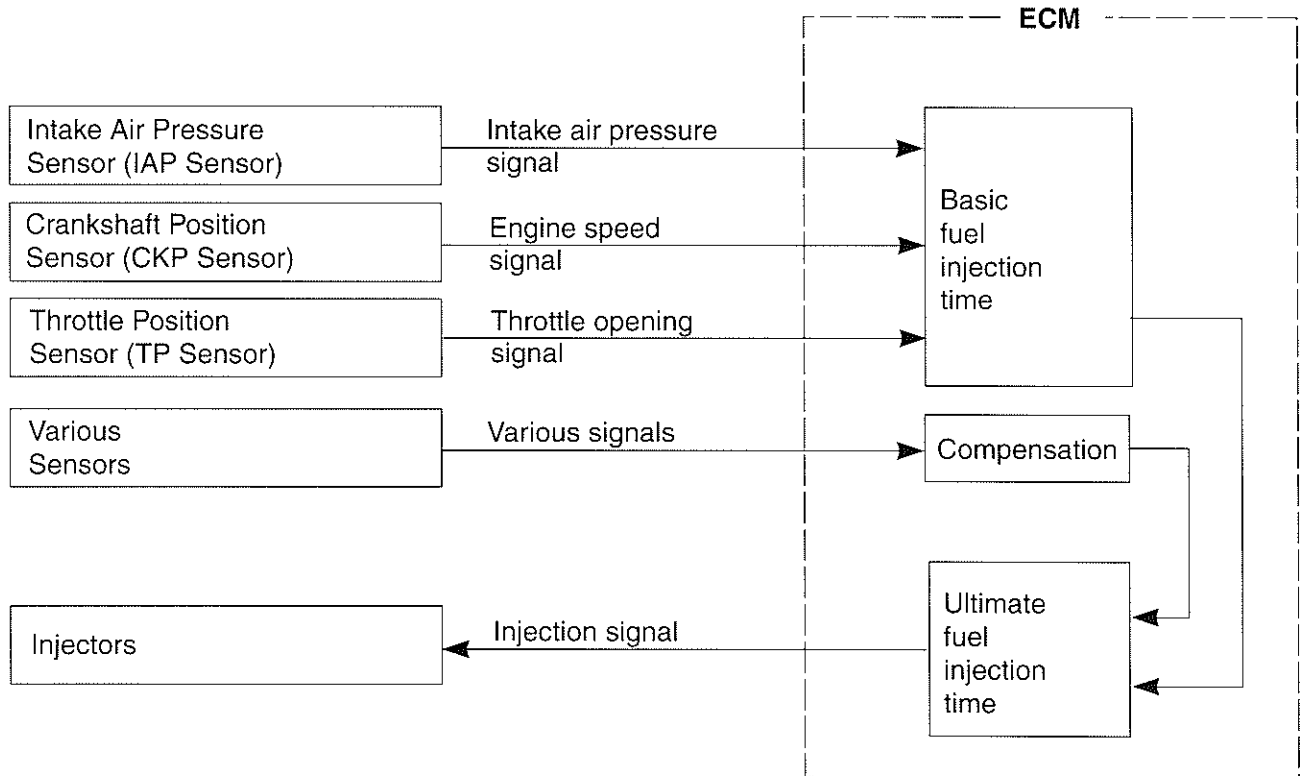 ECM
Intake Air Pressure
Sensor (IAP Sensor)
Intake air pressure
signal
Crankshaft Position
Sensor (CKP Sensor)
Engine speed
signal
Throttle Position
Sensor (TP Sensor)
Throttle opening
signal
Basic
fuel
injection
time
Various
Sensors
Various signals
Compensation
Injectors
Injection signal
Ultimate
fuel
injection
time